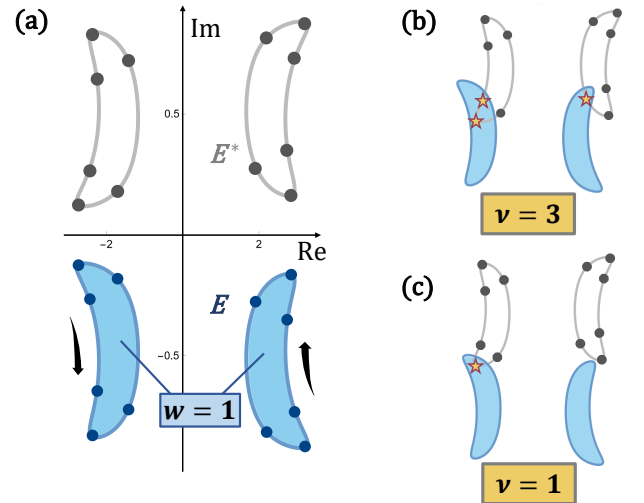 (a)
Im
0.5
E*
−2
2
Re
E
−0.5
w = 1
(b)
ν = 3
(c)
ν = 1